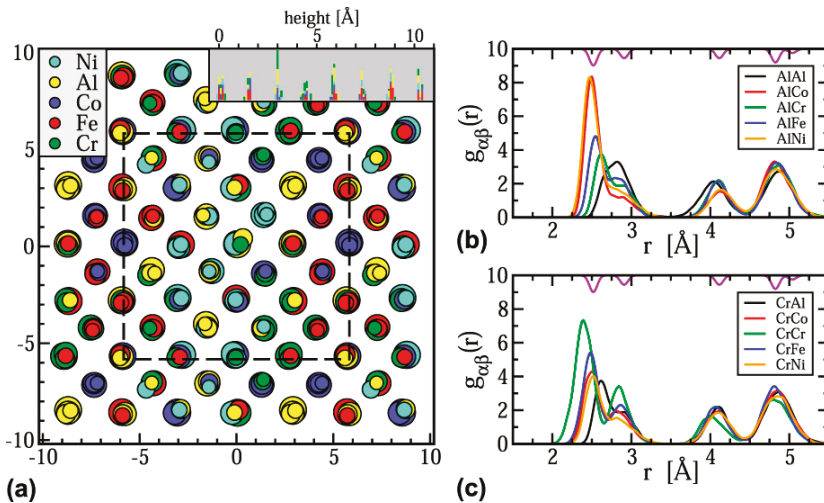 height [Å]
0 5 10
10
5
0
-5
-10
-10 -5 0 5 10
Ni
Al
Co
Fe
Cr
(a)
10
8
6
4
2
0
gαβ(r)
2 3 4 5
r [Å]
AlAl
AlCo
AlCr
AlFe
AlNi
(b)
10
8
6
4
2
0
gαβ(r)
2 3 4 5
r [Å]
CrAl
CrCo
CrCr
CrFe
CrNi
(c)